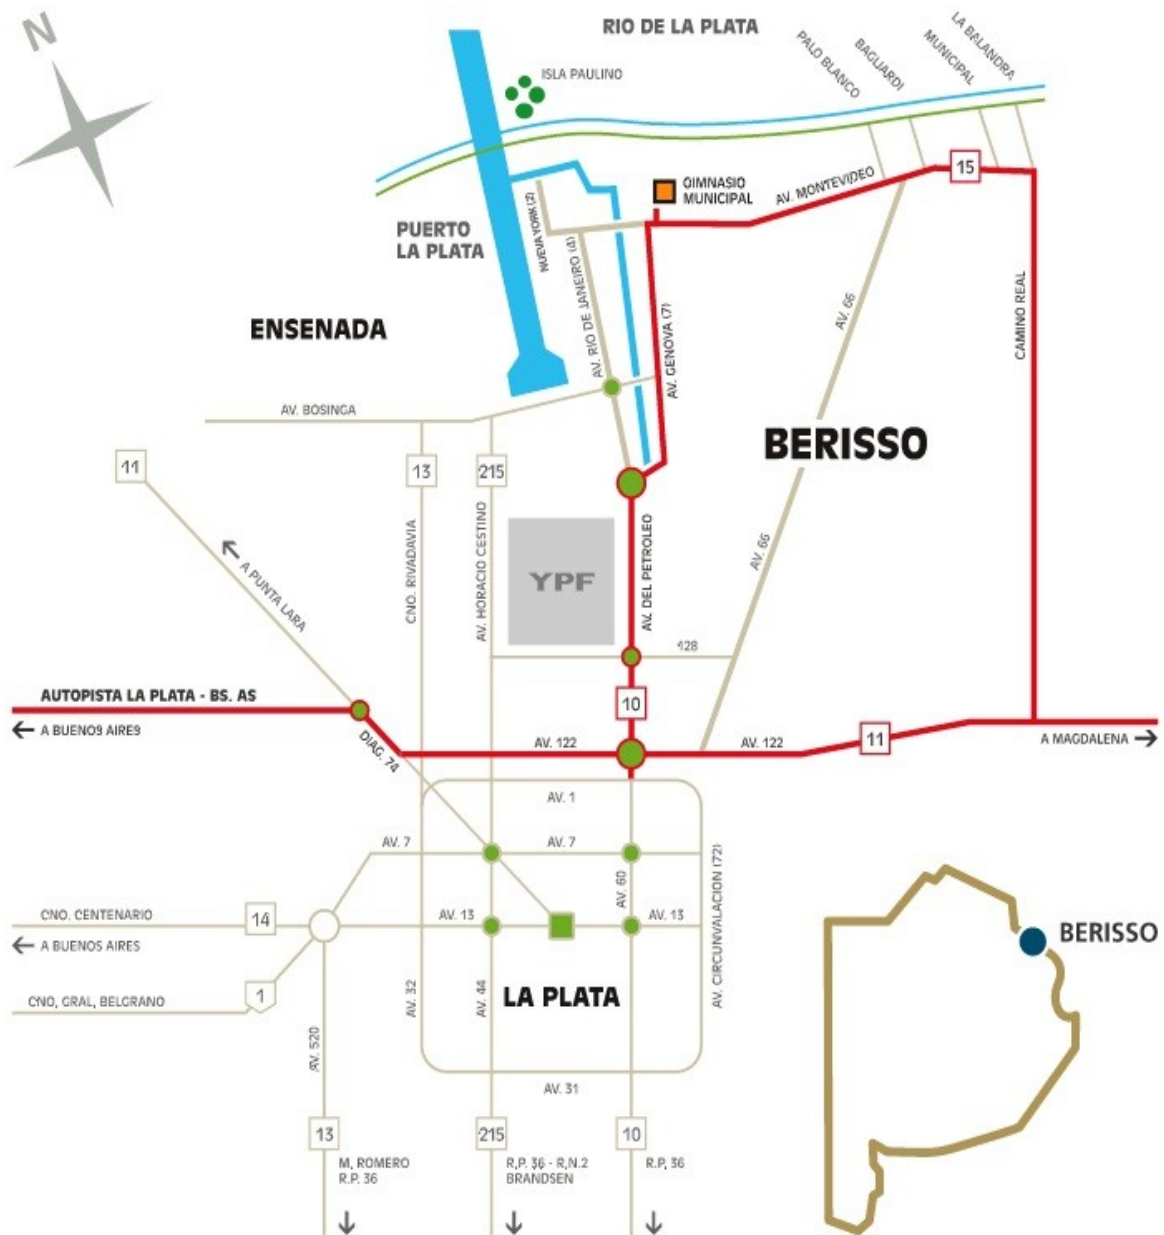 N
RIO DE LA PLATA
ISLA PAULINO
PALO BLANCO
BAGLIARDI
MUNICIPAL
LA BALANDRA
15
GIMNASIO
MUNICIPAL
AV. MONTEVIDEO
PUERTO
LA PLATA
NUEVA YORK (2)
AV. RIO DE JANEIRO (4)
AV. GENOVA (7)
AV. 66
CAMINO REAL
ENSENADA
AV. BOSINGA
BERISSO
11
13
215
A PUNTA LARA
CNO. RIVADAVIA
AV. HORACIO CESTINO
YPF
AV. DEL PETROLEO
AV. 66
128
AUTOPISTA LA PLATA - BS. AS
A BUENO9 AIRE9
DIAG. 74
10
AV. 122
AV. 122
11
A MAGDALENA
AV. 1
AV. 7
AV. 7
AV. 60
AV. CIRCUNVALACION (72)
CNO. CENTENARIO
14
AV. 13
AV. 13
A BUENOS AIRES
CNO, GRAL, BELGRANO
1
AV. 32
AV. 44
LA PLATA
AV. 520
AV. 31
13
215
10
M, ROMERO
R.P. 36
R,P. 36 - R,N.2
BRANDSEN
R.P, 36
BERISSO